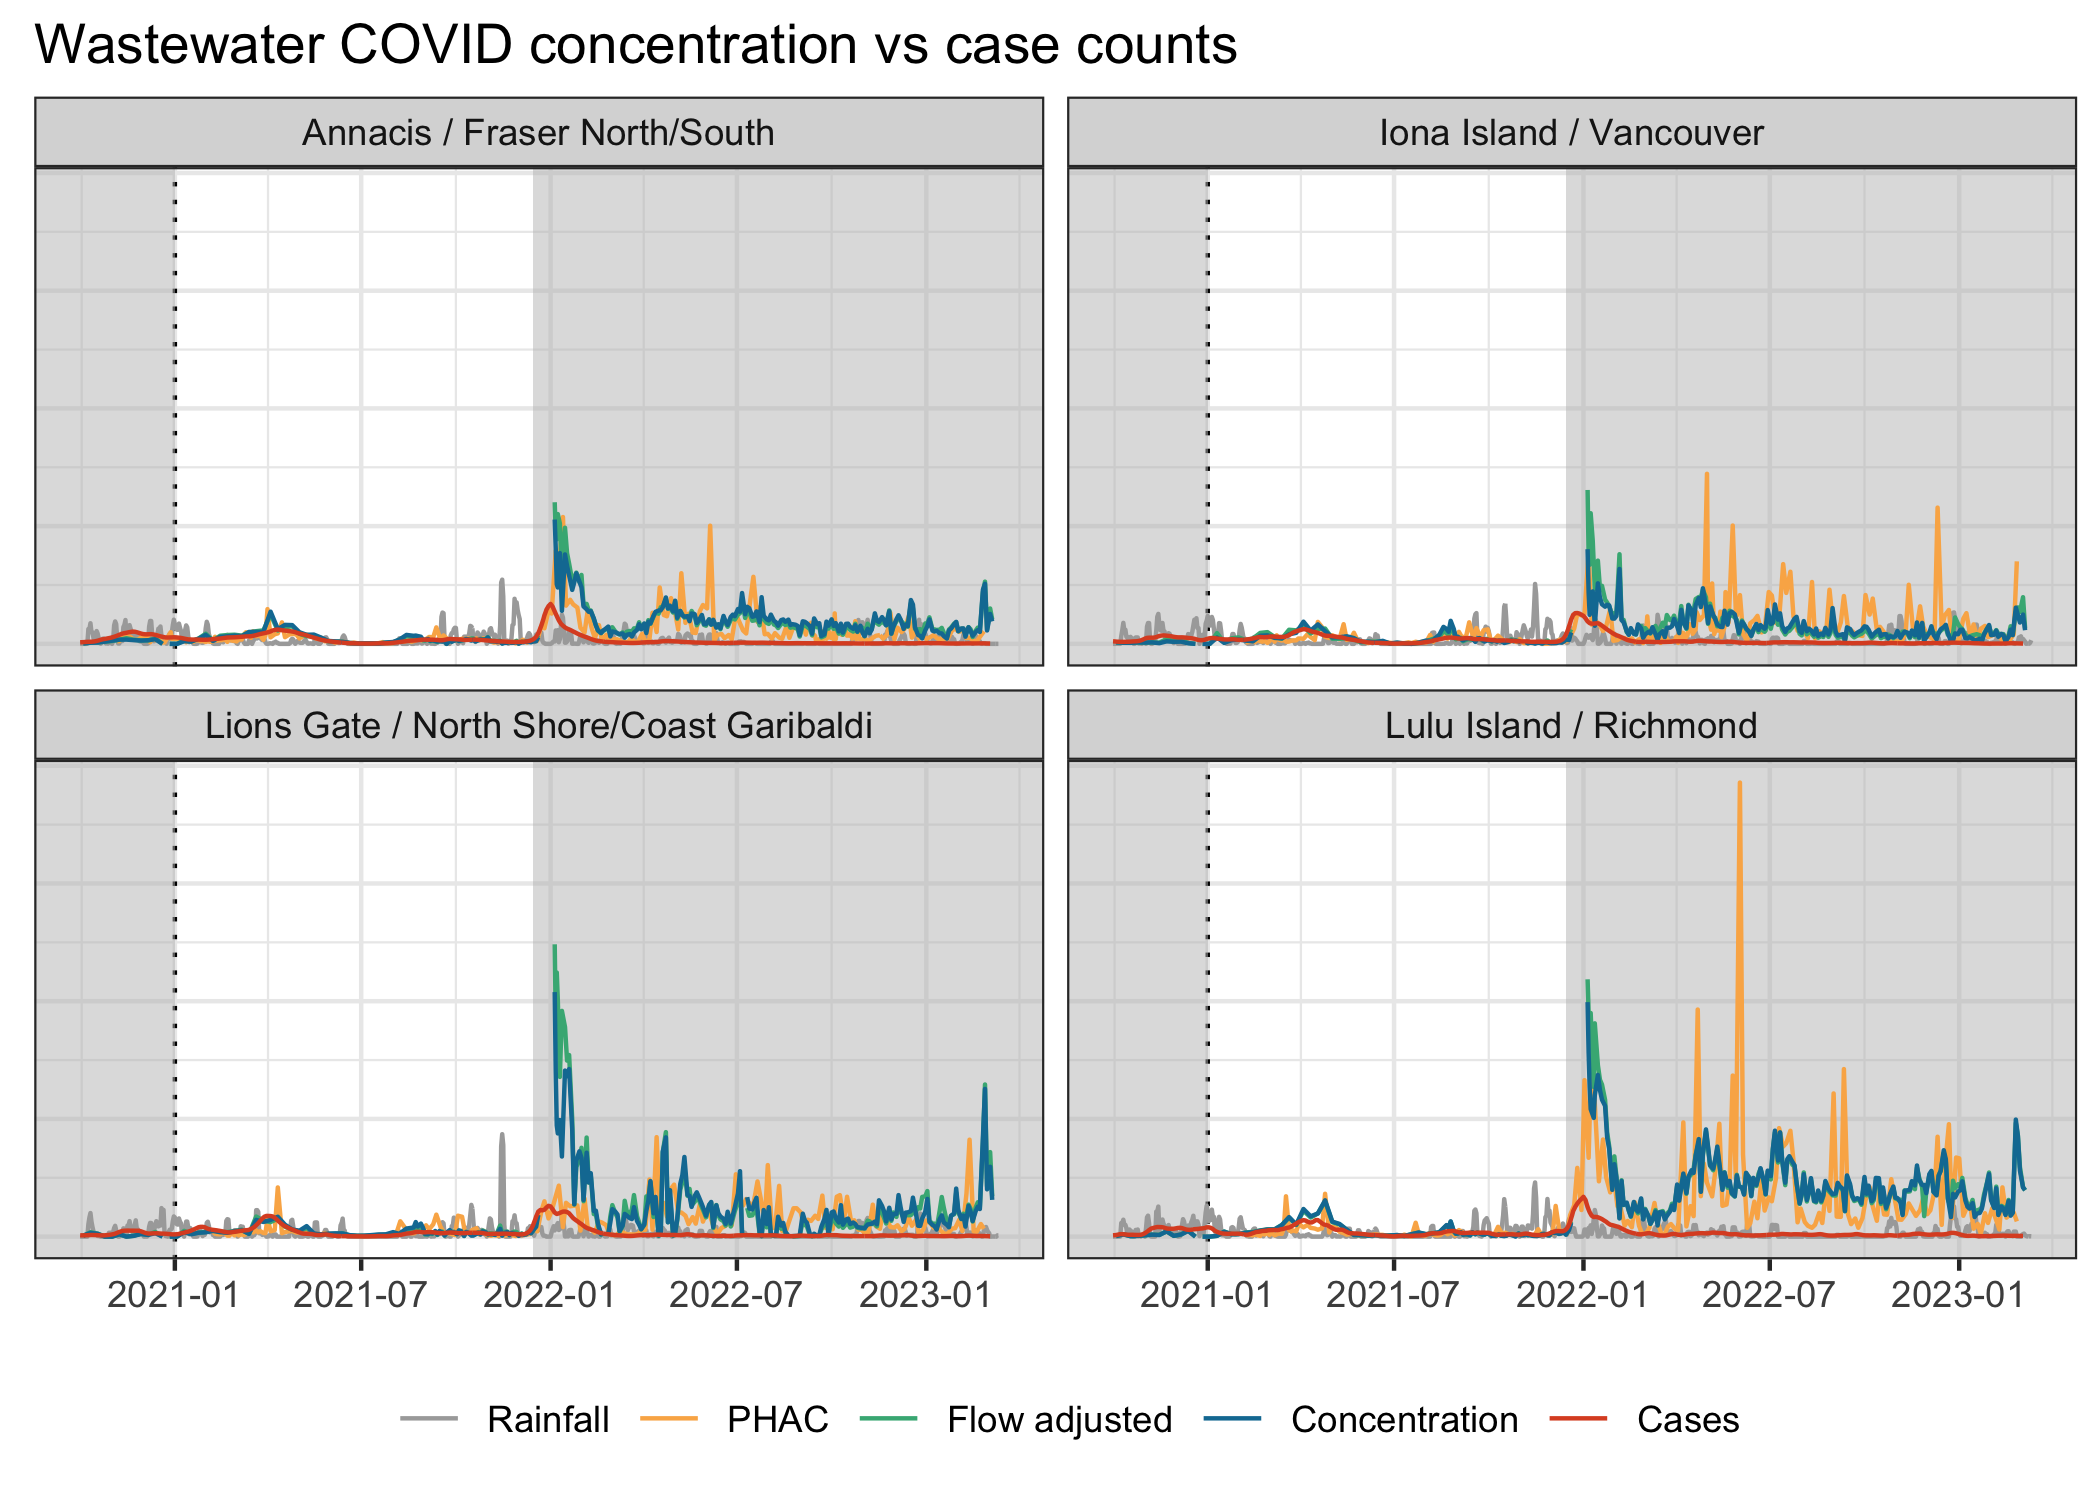 Wastewater COVID concentration vs case counts
Annacis / Fraser North/South
Iona Island / Vancouver
Lions Gate / North Shore/Coast Garibaldi
Lulu Island / Richmond
2021-01 2021-07 2022-01 2022-07 2023-01
2021-01 2021-07 2022-01 2022-07 2023-01
Rainfall PHAC Flow adjusted Concentration Cases